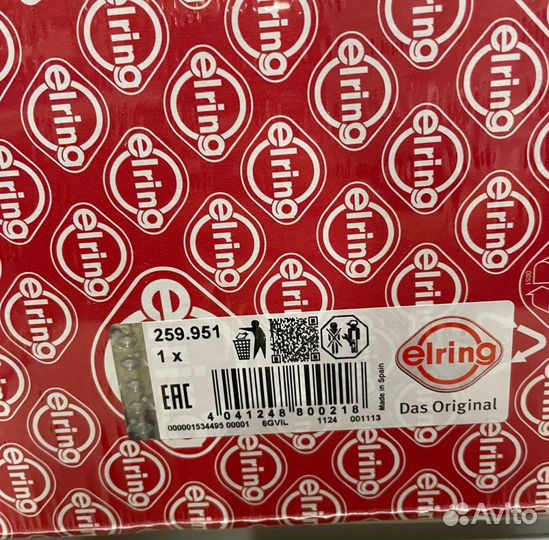 elring
259.951
1 x
EAC
4 041248 800218
000001534495 00001 6GVIL 1124 001113
Made in Spain
elring
Das Original
Avito